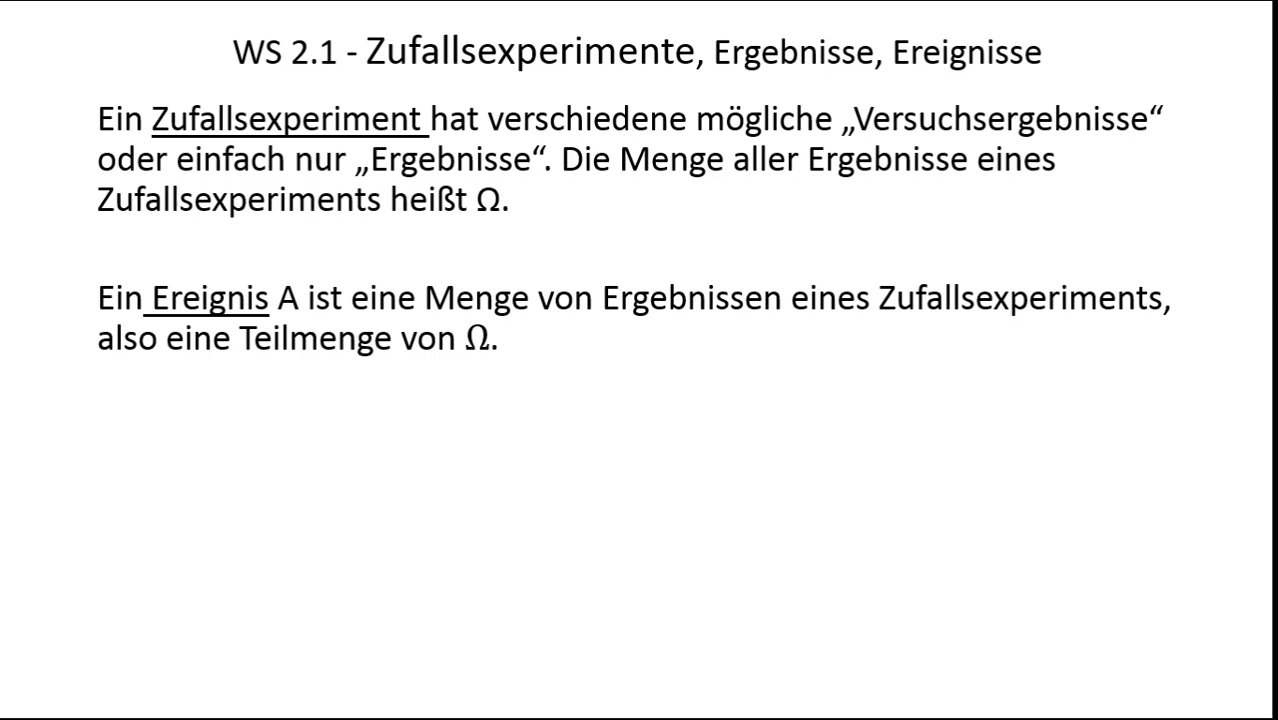 WS 2.1 - Zufallsexperimente, Ergebnisse, Ereignisse
Ein Zufallsexperiment hat verschiedene mögliche „Versuchsergebnisse“
oder einfach nur „Ergebnisse“. Die Menge aller Ergebnisse eines
Zufallsexperiments heißt Ω.
Ein Ereignis A ist eine Menge von Ergebnissen eines Zufallsexperiments,
also eine Teilmenge von Ω.